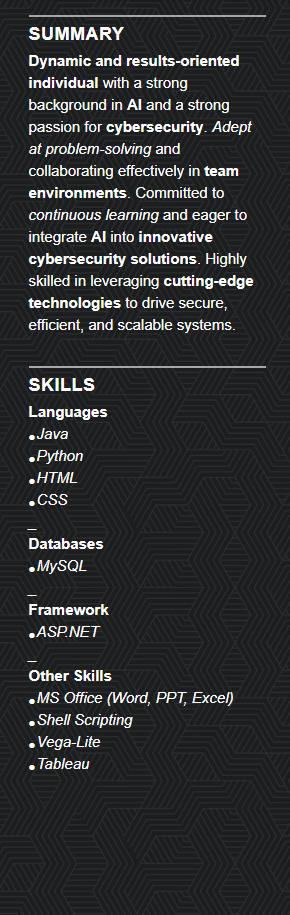 SUMMARY
Dynamic and results-oriented
individual with a strong
background in AI and a strong
passion for cybersecurity. Adept
at problem-solving and
collaborating effectively in team
environments. Committed to
continuous learning and eager to
integrate AI into innovative
cybersecurity solutions. Highly
skilled in leveraging cutting-edge
technologies to drive secure,
efficient, and scalable systems.
SKILLS
Languages
•Java
•Python
•HTML
•CSS
_
Databases
•MySQL
_
Framework
•ASP.NET
_
Other Skills
•MS Office (Word, PPT, Excel)
•Shell Scripting
•Vega-Lite
•Tableau